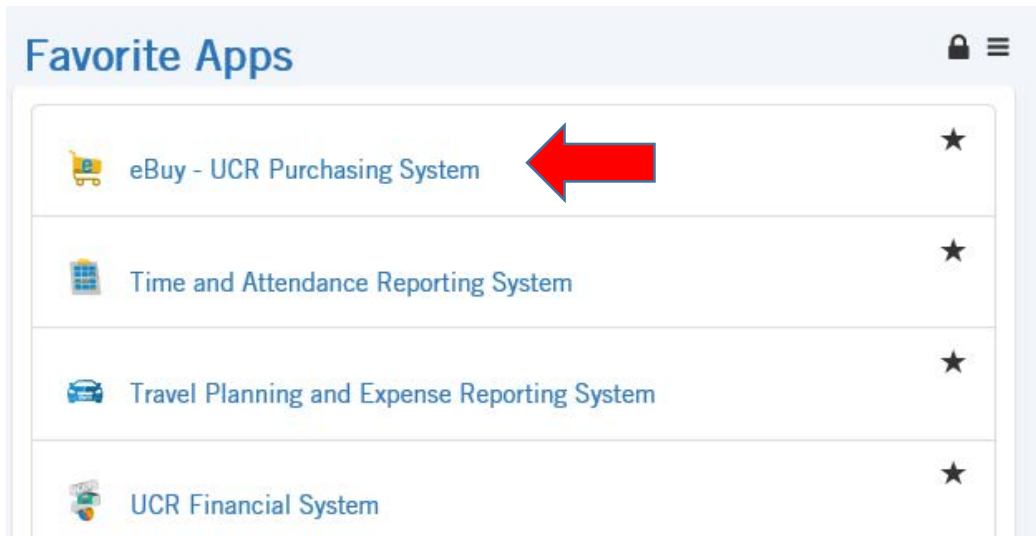 Favorite Apps
eBuy - UCR Purchasing System
Time and Attendance Reporting System
Travel Planning and Expense Reporting System
UCR Financial System